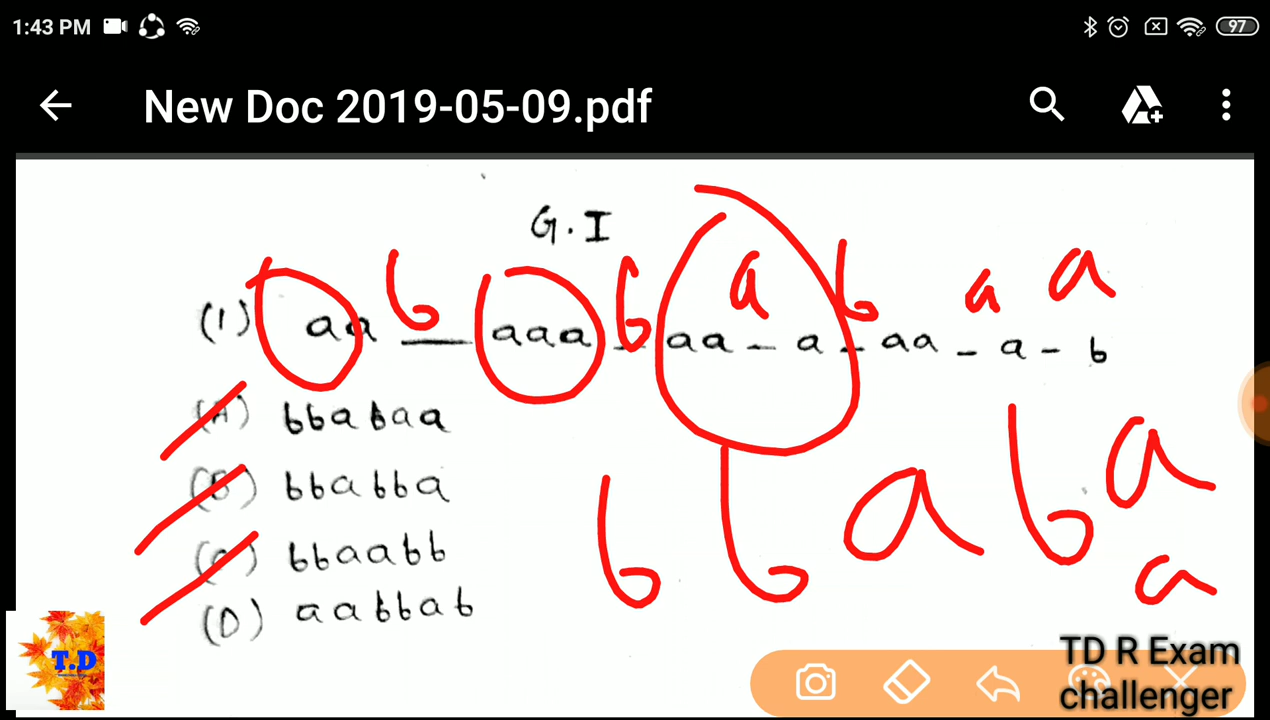 1:43 PM 97
New Doc 2019-05-09.pdf
G.I
b b a b a a
(1) aa __ aaa _ aa _ a _ aa _ a _ b
(A) bbabaa
(B) bbabba
(C) bbaabb
(D) aabbab
b b a b a
a
T.D
TD R Exam
challenger